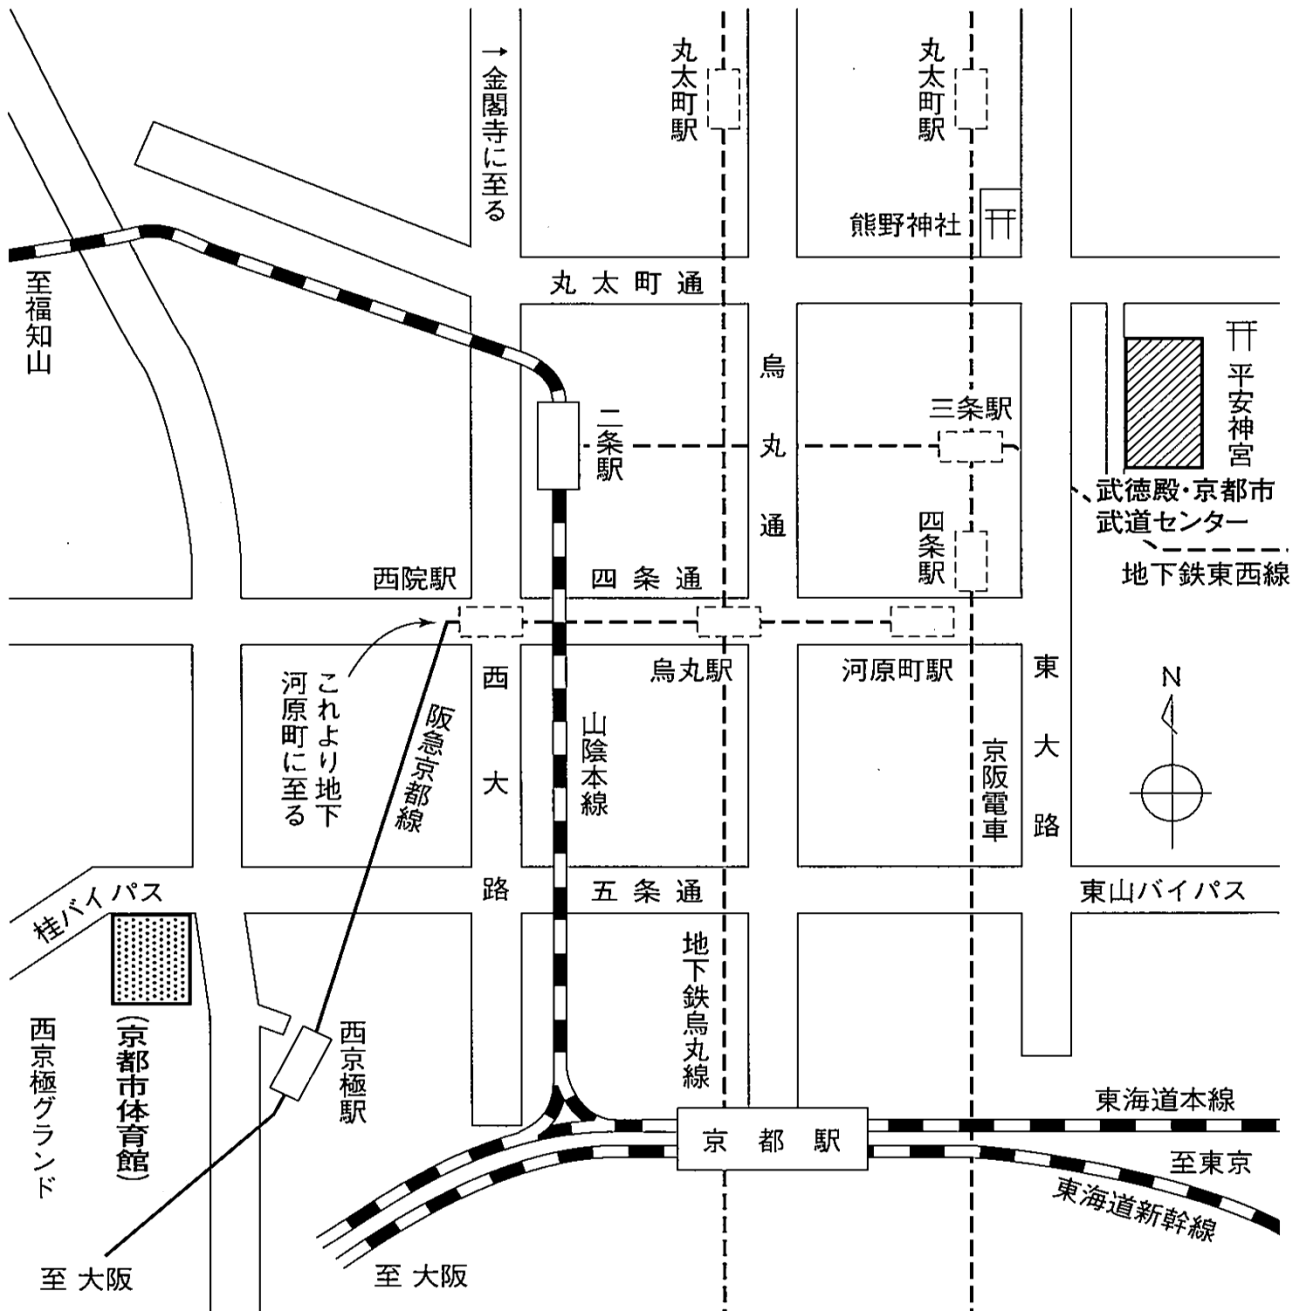 →金閣寺に至る
丸太町駅
丸太町駅
熊野神社
丸太町通
至福知山
烏丸通
平安神宮
二条駅
三条駅
武徳殿・京都市
武道センター
四条駅
地下鉄東西線
西院駅
四条通
烏丸駅
河原町駅
これより地下
河原町に至る
阪急京都線
西大路
山陰本線
京阪電車
東大路
N
桂バイパス
五条通
東山バイパス
地下鉄烏丸線
西京極グランド
(京都市体育館)
西京極駅
京都駅
東海道本線
至東京
東海道新幹線
至 大阪
至 大阪